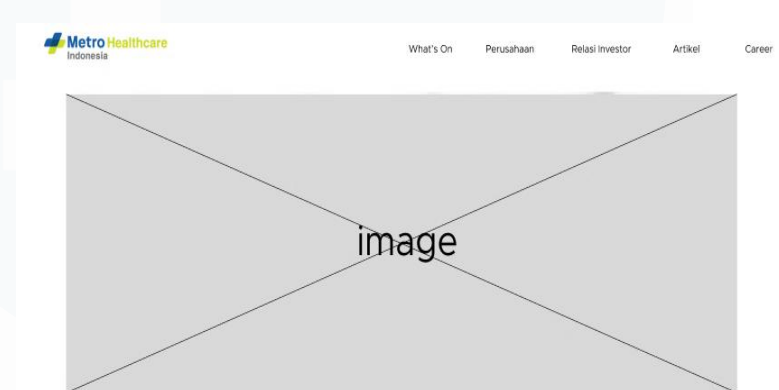 Metro Healthcare
Indonesia
What's On Perusahaan Relasi Investor Artikel Career
image